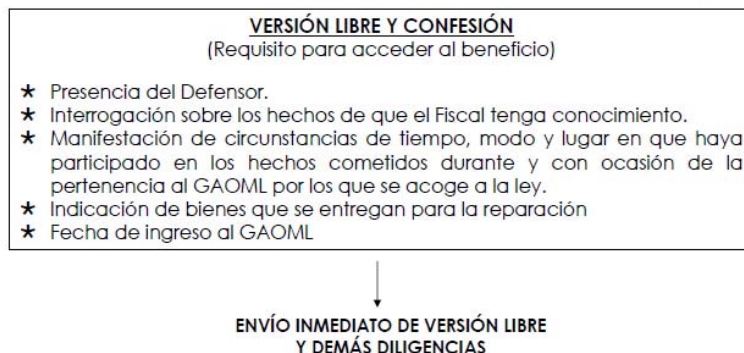 VERSIÓN LIBRE Y CONFESIÓN
(Requisito para acceder al beneficio)
★ Presencia del Defensor.
★ Interrogación sobre los hechos de que el Fiscal tenga conocimiento.
★ Manifestación de circunstancias de tiempo, modo y lugar en que haya
participado en los hechos cometidos durante y con ocasión de la
pertenencia al GAOML por los que se acoge a la ley.
★ Indicación de bienes que se entregan para la reparación
★ Fecha de ingreso al GAOML
ENVÍO INMEDIATO DE VERSIÓN LIBRE
Y DEMÁS DILIGENCIAS